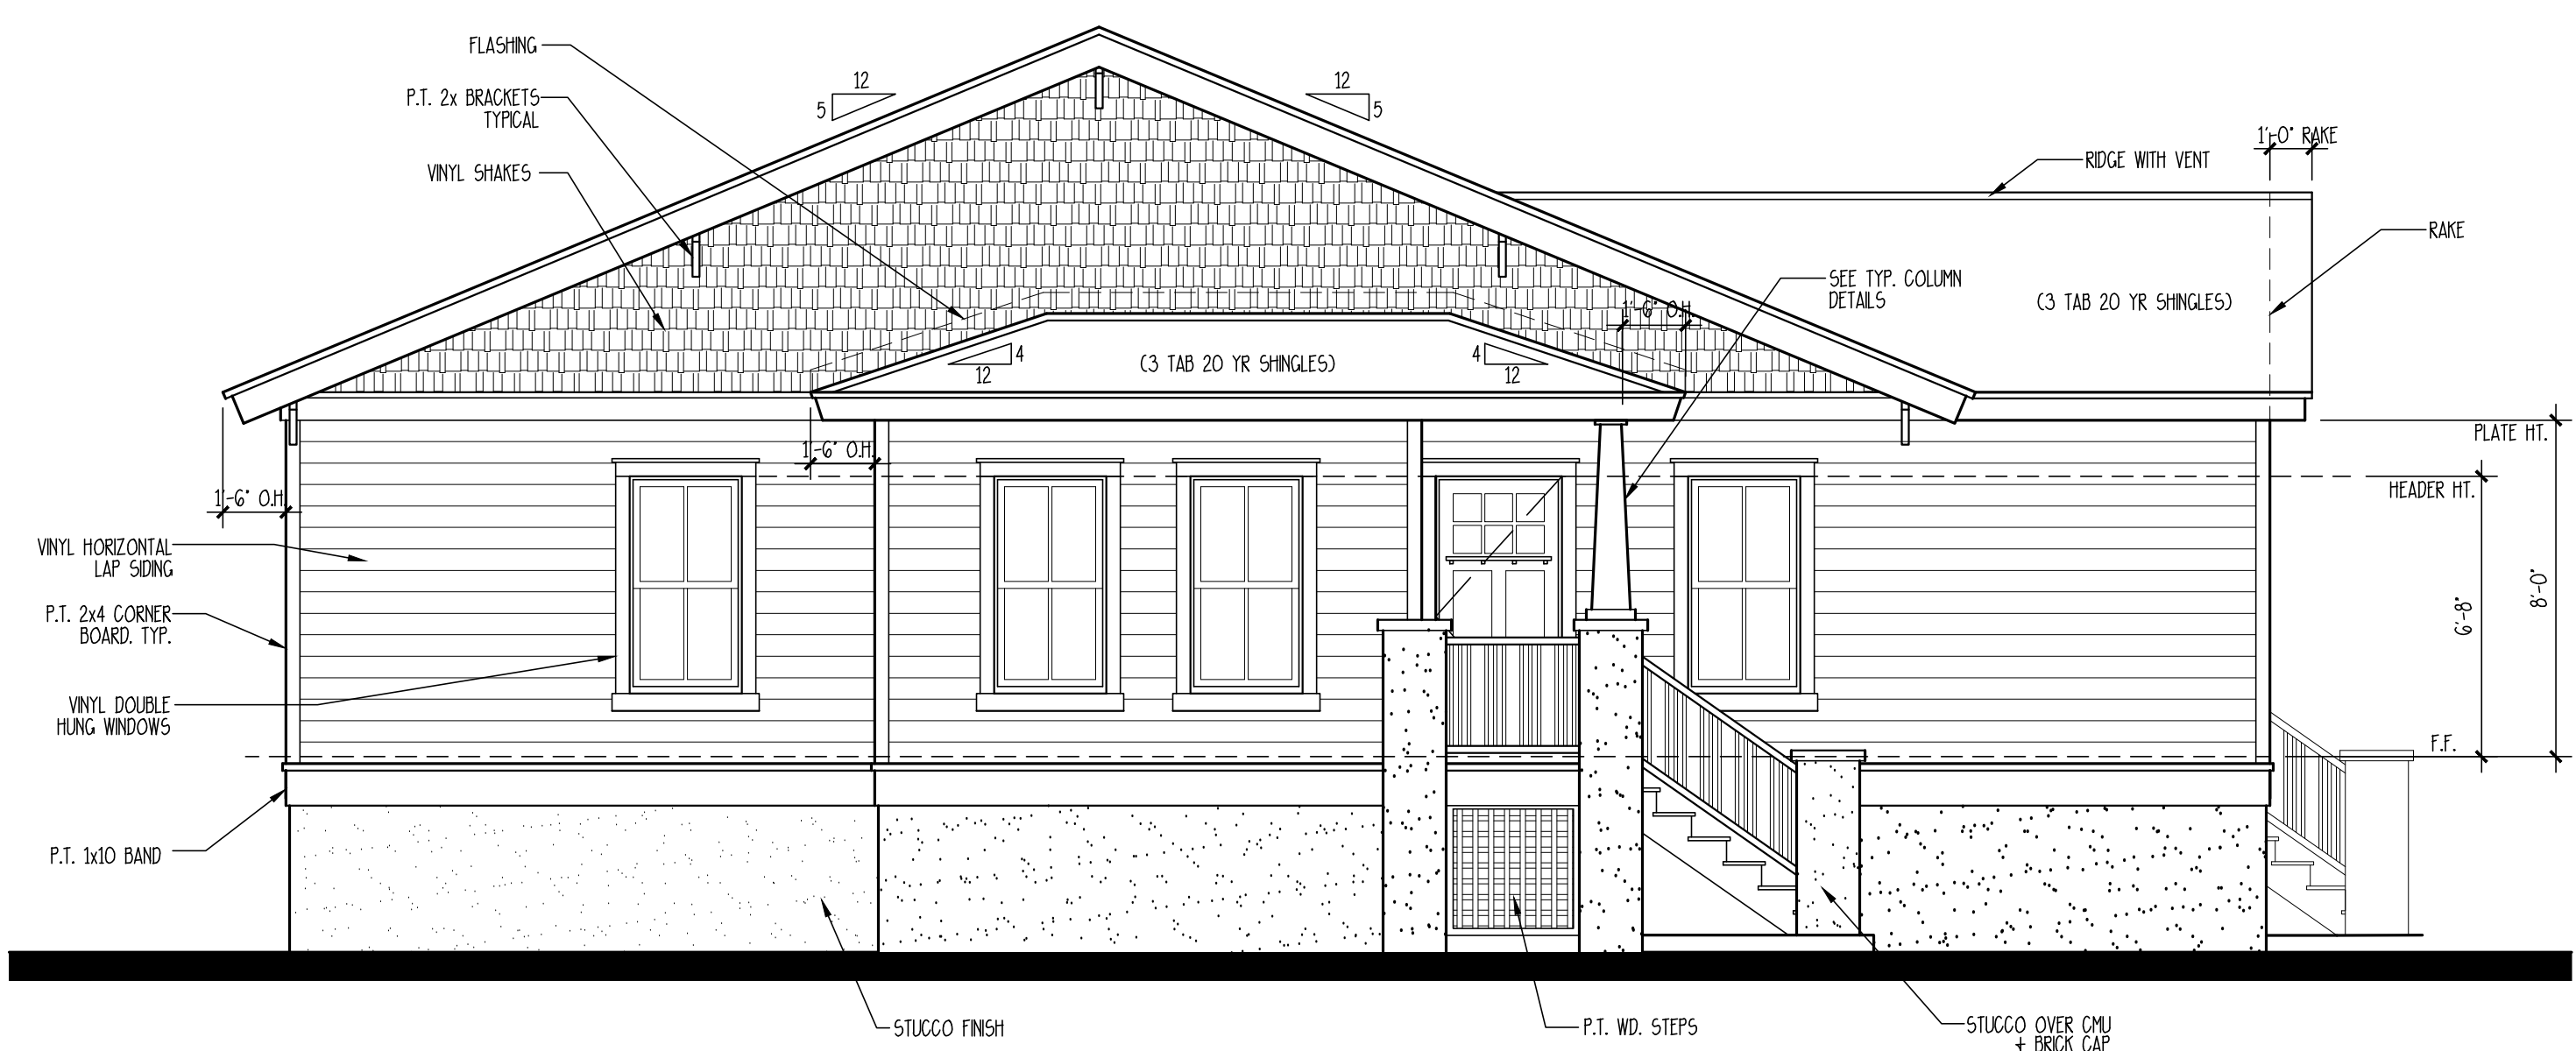 FLASHING
12
5
12
5
P.T. 2x BRACKETS
TYPICAL
VINYL SHAKES
1'-0" RAKE
RIDGE WITH VENT
RAKE
SEE TYP. COLUMN
DETAILS
(3 TAB 20 YR SHINGLES)
1'-6" O.H.
4
12
(3 TAB 20 YR SHINGLES)
4
12
PLATE HT.
1'-6" O.H.
HEADER HT.
1'-6" O.H.
VINYL HORIZONTAL
LAP SIDING
P.T. 2x4 CORNER
BOARD. TYP.
6'-8"
8'-0"
VINYL DOUBLE
HUNG WINDOWS
F.F.
P.T. 1x10 BAND
STUCCO FINISH
P.T. WD. STEPS
STUCCO OVER CMU
+ BRICK CAP